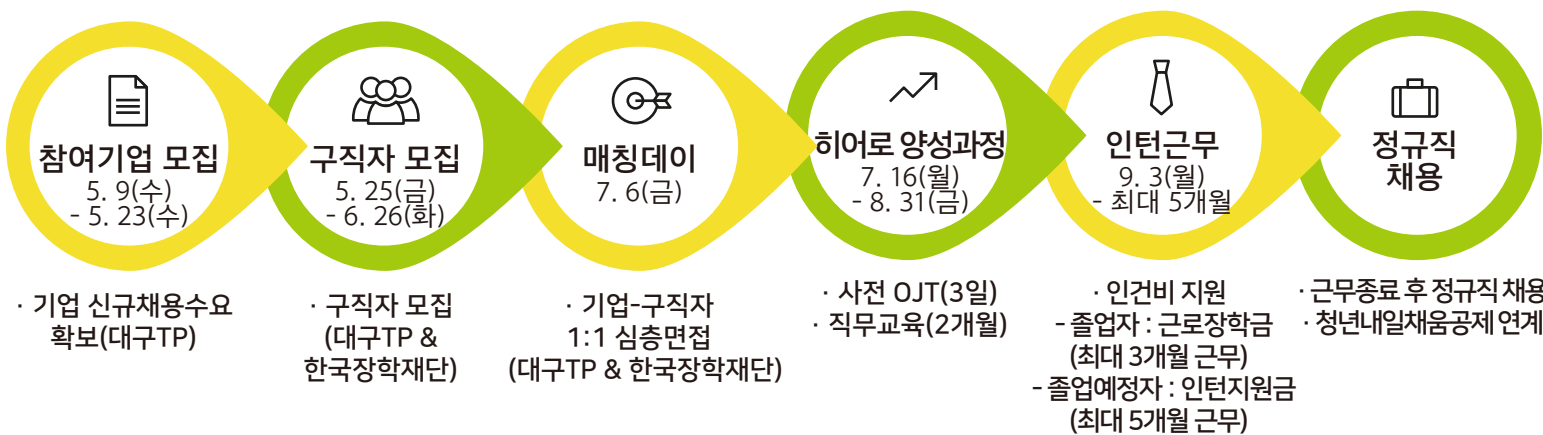 참여기업 모집
5. 9(수)
- 5. 23(수)
· 기업 신규채용수요
확보(대구TP)
구직자 모집
5. 25(금)
- 6. 26(화)
· 구직자 모집
(대구TP &
한국장학재단)
매칭데이
7. 6(금)
· 기업-구직자
1:1 심층면접
(대구TP & 한국장학재단)
히어로 양성과정
7. 16(월)
- 8. 31(금)
· 사전 OJT(3일)
· 직무교육(2개월)
인턴근무
9. 3(월)
- 최대 5개월
· 인건비 지원
- 졸업자 : 근로장학금
(최대 3개월 근무)
- 졸업예정자 : 인턴지원금
(최대 5개월 근무)
정규직
채용
· 근무종료 후 정규직 채용
· 청년내일채움공제 연계